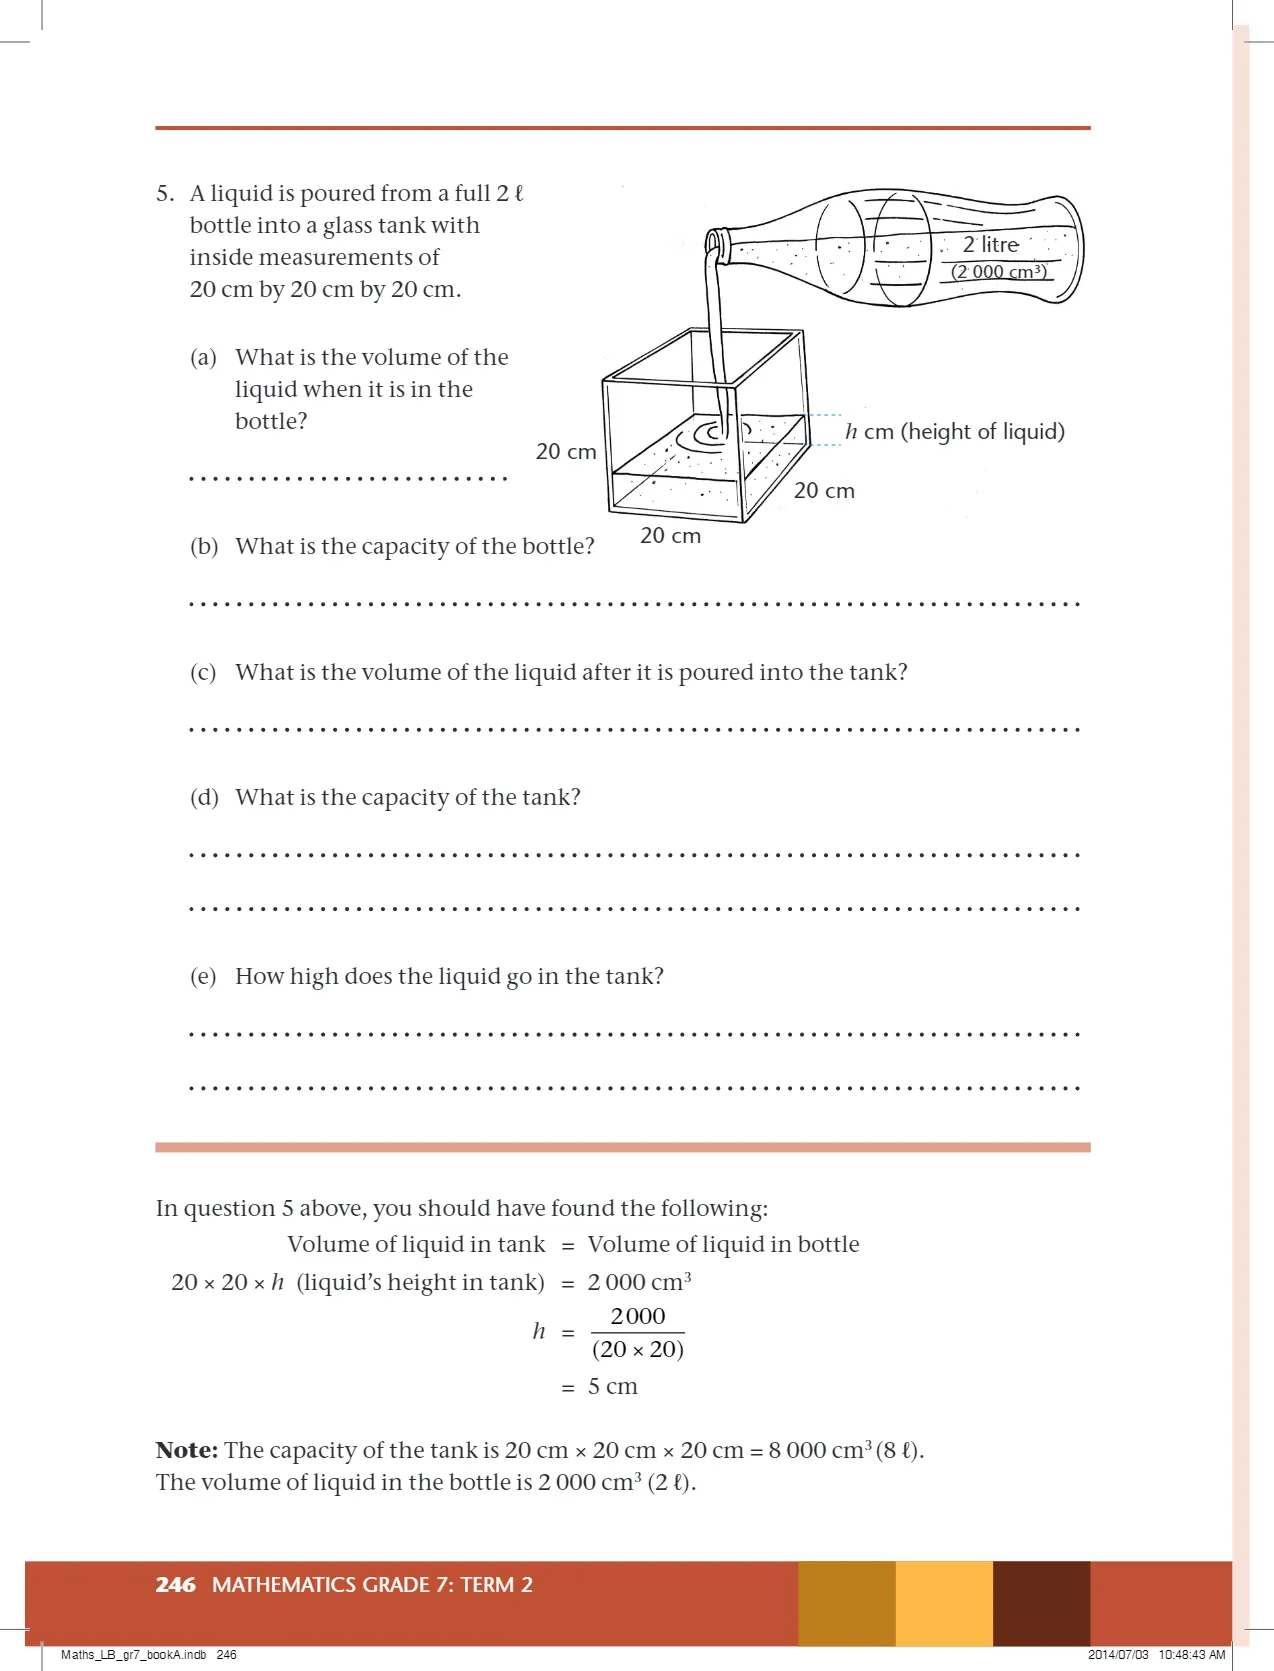 5. A liquid is poured from a full 2 ℓ
bottle into a glass tank with
inside measurements of
20 cm by 20 cm by 20 cm.
2 litre
(2 000 cm³)
(a) What is the volume of the
liquid when it is in the
bottle?
h cm (height of liquid)
20 cm
20 cm
20 cm
(b) What is the capacity of the bottle?
(c) What is the volume of the liquid after it is poured into the tank?
(d) What is the capacity of the tank?
(e) How high does the liquid go in the tank?
In question 5 above, you should have found the following:
Volume of liquid in tank = Volume of liquid in bottle
20 × 20 × h (liquid’s height in tank) = 2 000 cm³
h = 2 000 / (20 × 20)
= 5 cm
Note: The capacity of the tank is 20 cm × 20 cm × 20 cm = 8 000 cm³ (8 ℓ).
The volume of liquid in the bottle is 2 000 cm³ (2 ℓ).
246 MATHEMATICS GRADE 7: TERM 2
Maths_LB_gr7_bookA.indb 246
2014/07/03 10:48:43 AM